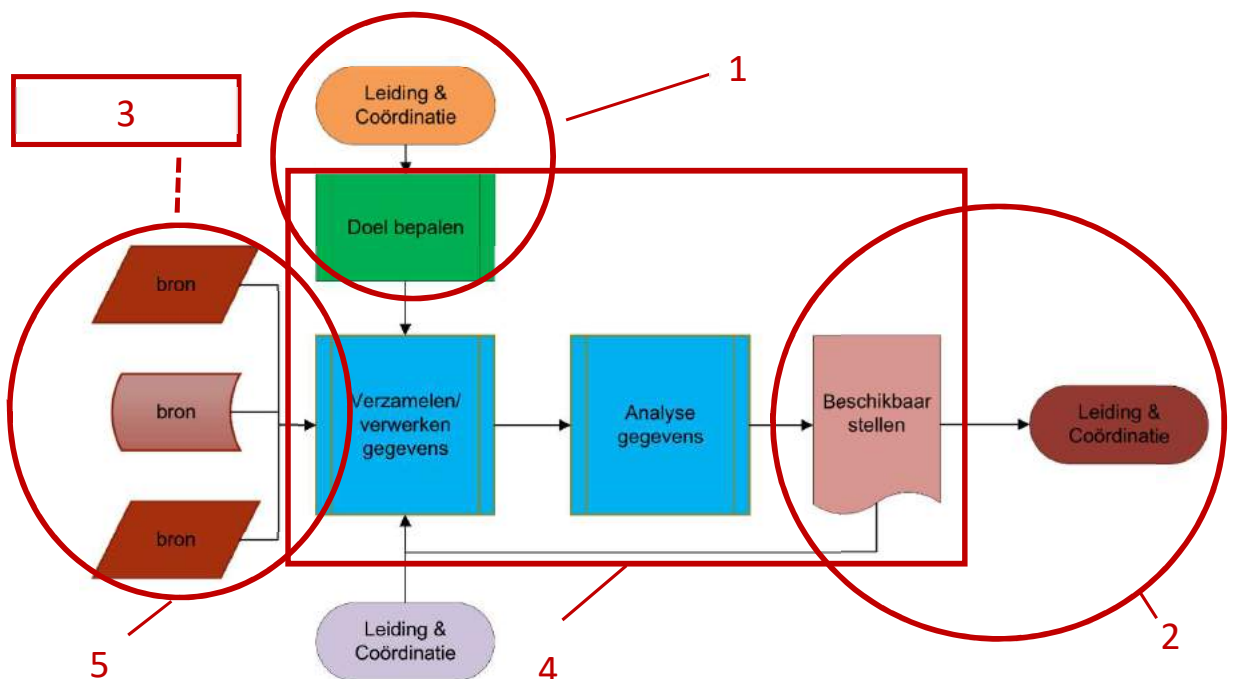 1
Leiding &
Coördinatie
3
Doel bepalen
bron
bron
bron
Verzamelen/
verwerken
gegevens
Analyse
gegevens
Beschikbaar
stellen
Leiding &
Coördinatie
Leiding &
Coördinatie
5
4
2